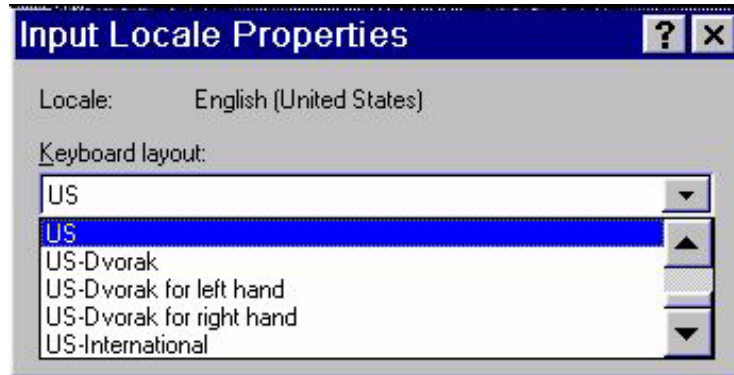 Input Locale Properties
Locale: English (United States)
Keyboard layout:
US
US
US-Dvorak
US-Dvorak for left hand
US-Dvorak for right hand
US-International